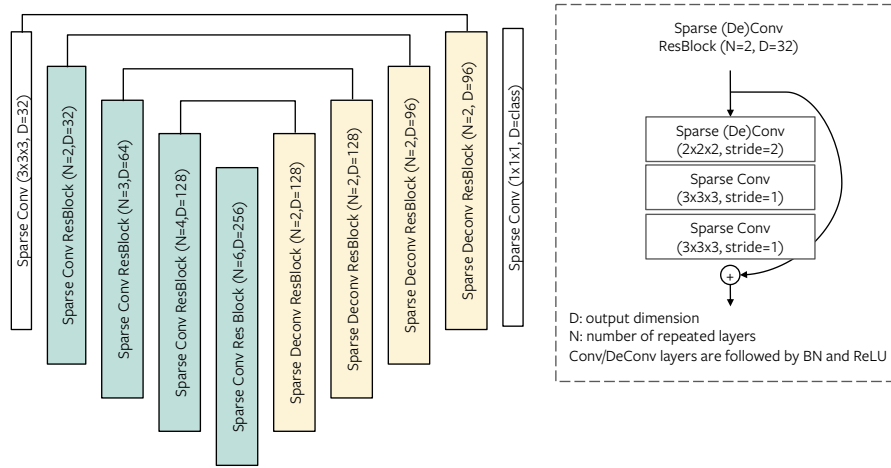 Sparse Conv (3x3x3, D=32)
Sparse Conv ResBlock (N=2,D=32)
Sparse Conv ResBlock (N=3,D=64)
Sparse Conv ResBlock (N=4,D=128)
Sparse Conv Res Block (N=6,D=256)
Sparse Deconv ResBlock (N=2,D=128)
Sparse Deconv ResBlock (N=2,D=128)
Sparse Deconv ResBlock (N=2,D=96)
Sparse Deconv ResBlock (N=2, D=96)
Sparse Conv (1x1x1, D=class)
Sparse (De)Conv
ResBlock (N=2, D=32)
Sparse (De)Conv
(2x2x2, stride=2)
Sparse Conv
(3x3x3, stride=1)
Sparse Conv
(3x3x3, stride=1)
+
D: output dimension
N: number of repeated layers
Conv/DeConv layers are followed by BN and ReLU